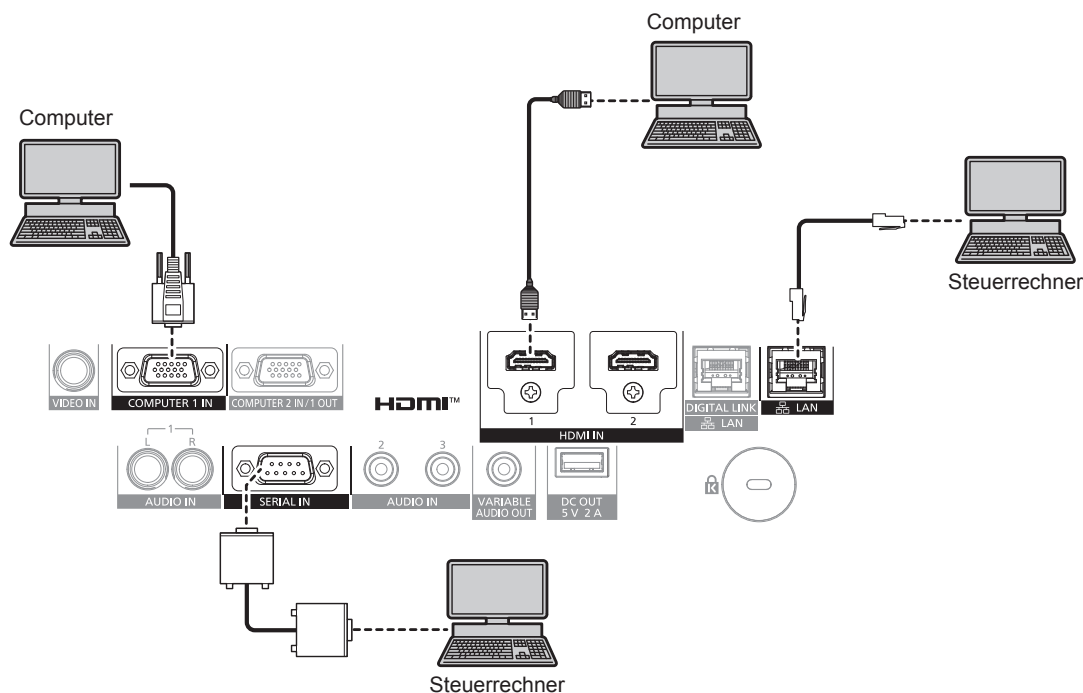 Computer
Computer
Steuerrechner
VIDEO IN
COMPUTER 1 IN
COMPUTER 2 IN/1 OUT
HDMI™
1
2
HDMI IN
DIGITAL LINK
LAN
LAN
1
L
R
AUDIO IN
SERIAL IN
2
3
AUDIO IN
VARIABLE
AUDIO OUT
DC OUT
5 V 2 A
K
Steuerrechner